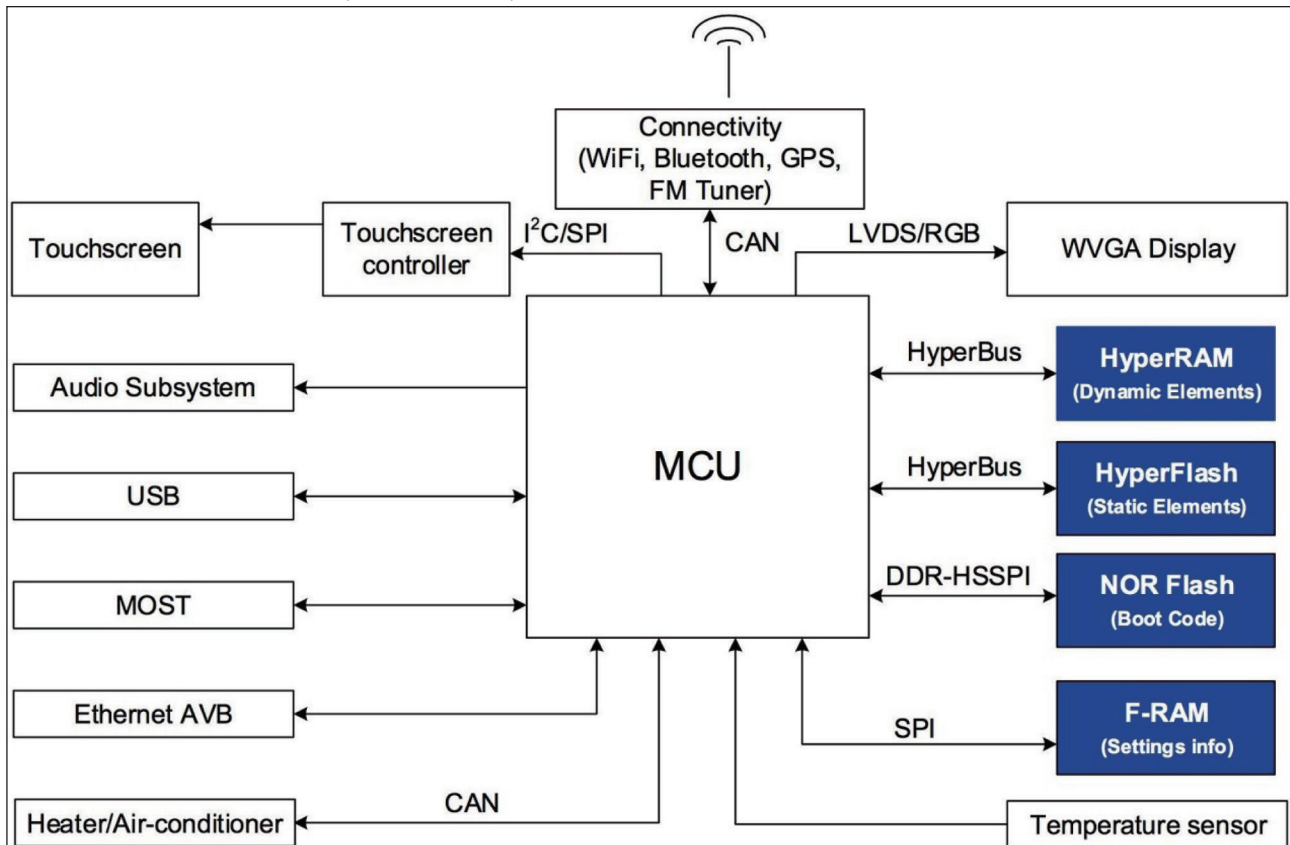 Connectivity
(WiFi, Bluetooth, GPS,
FM Tuner)
Touchscreen
Touchscreen
controller
I²C/SPI
CAN
LVDS/RGB
WVGA Display
HyperBus
HyperRAM
(Dynamic Elements)
Audio Subsystem
MCU
HyperBus
HyperFlash
(Static Elements)
USB
DDR-HSSPI
NOR Flash
(Boot Code)
MOST
Ethernet AVB
SPI
F-RAM
(Settings info)
CAN
Heater/Air-conditioner
Temperature sensor